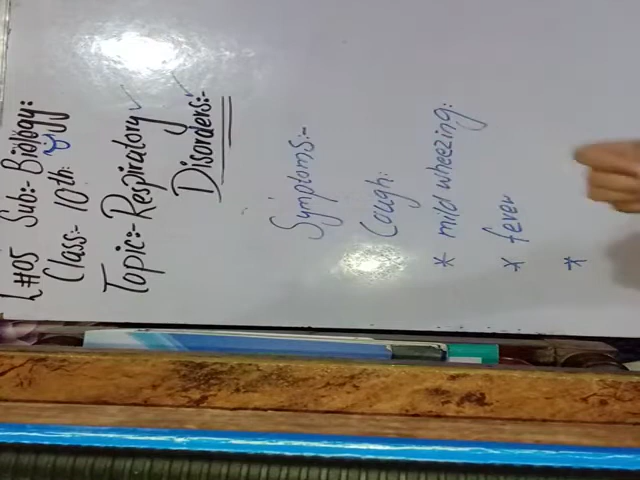 L#05 Sub:- Biology:
Class:- 10th:
Topic:- Respiratory ✓
Disorders:-
Symptoms:-
Cough:
* mild wheezing:
* fever
*